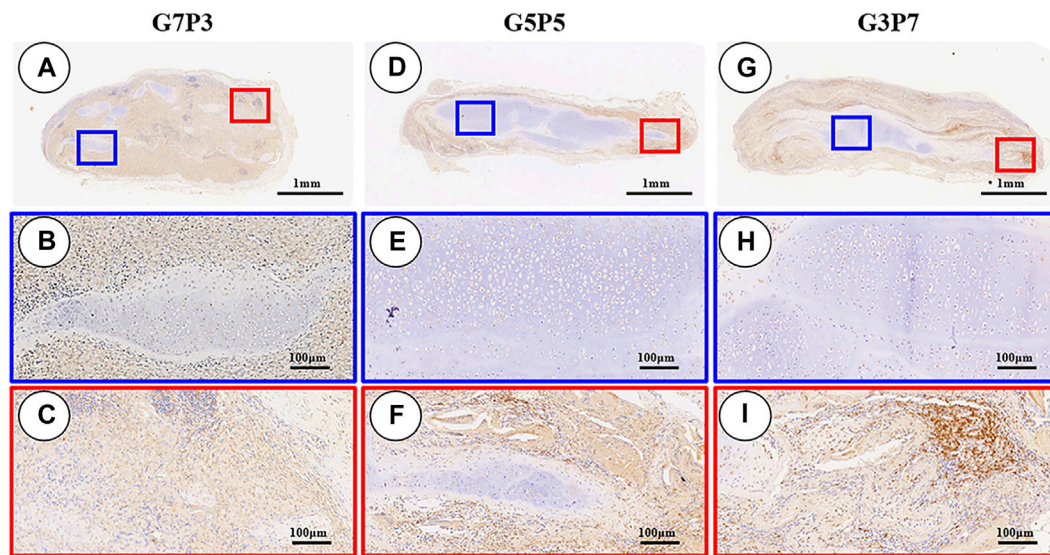 G7P3 G5P5 G3P7
A D G
1mm 1mm 1mm
B E H
100μm 100μm 100μm
C F I
100μm 100μm 100μm